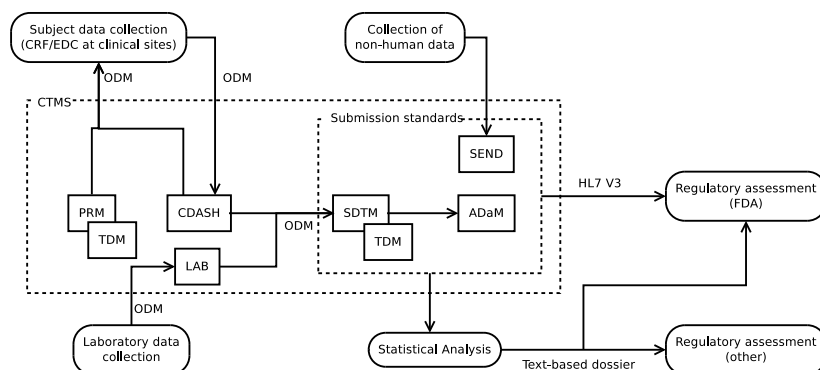 Subject data collection
(CRF/EDC at clinical sites)
Collection of
non-human data
ODM
ODM
CTMS
Submission standards
SEND
HL7 V3
Regulatory assessment
(FDA)
PRM
TDM
CDASH
ODM
SDTM
TDM
ADaM
LAB
ODM
Laboratory data
collection
Statistical Analysis
Text-based dossier
Regulatory assessment
(other)